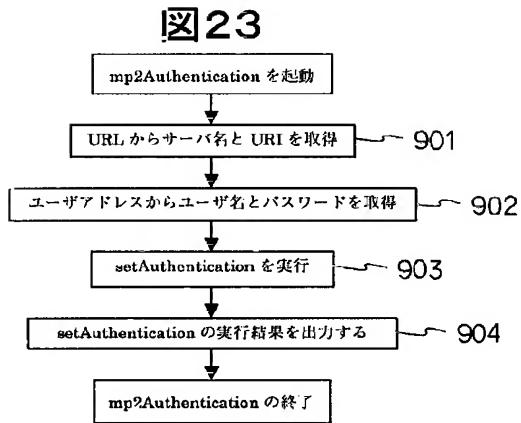 図23
mp2Authentication を起動
URL からサーバ名と URI を取得
901
ユーザアドレスからユーザ名とパスワードを取得
902
setAuthentication を実行
903
setAuthentication の実行結果を出力する
904
mp2Authentication の終了